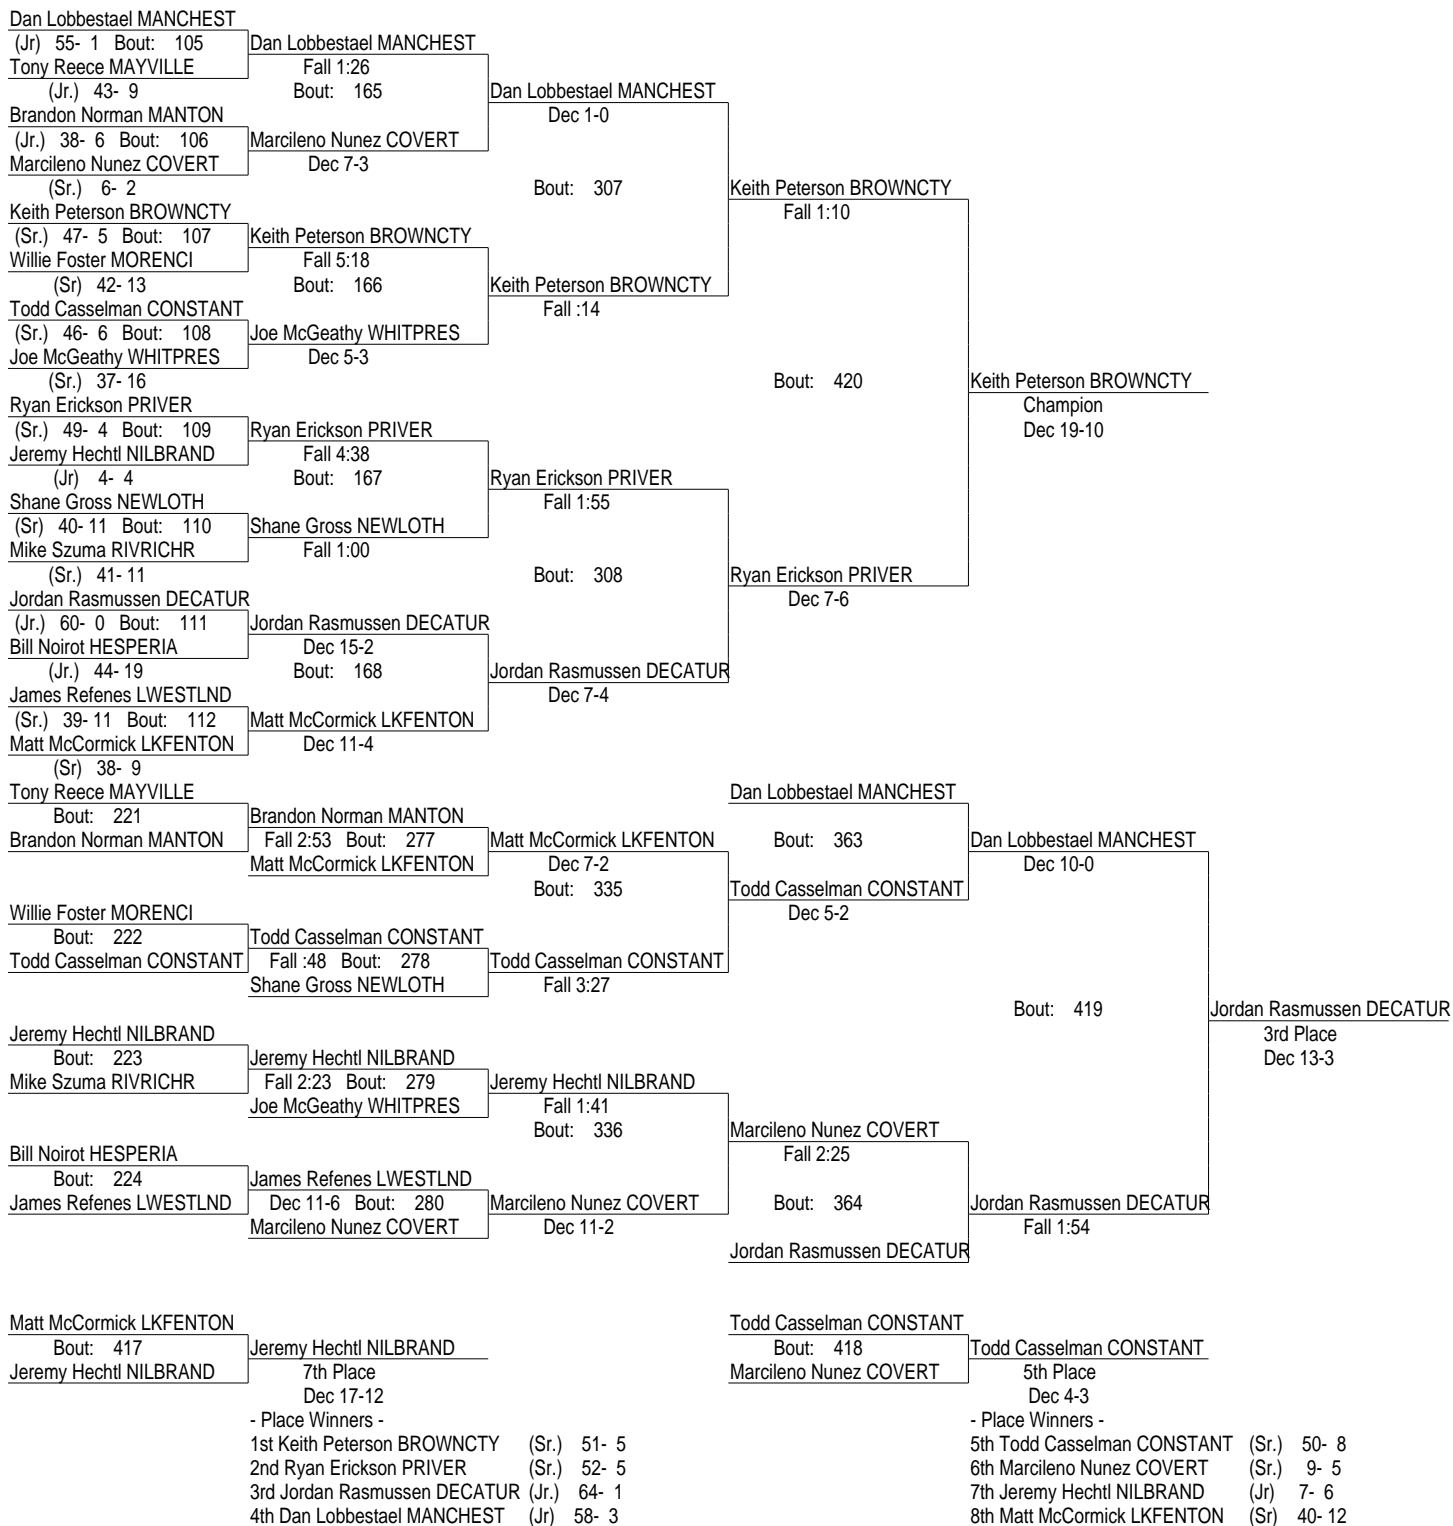 Dan Lobbestael MANCHEST
(Jr) 55- 1 Bout: 105 Dan Lobbestael MANCHEST
Tony Reece MAYVILLE Fall 1:26
(Jr.) 43- 9 Bout: 165 Dan Lobbestael MANCHEST
Brandon Norman MANTON Dec 1-0
(Jr.) 38- 6 Bout: 106 Marcileno Nunez COVERT
Marcileno Nunez COVERT Dec 7-3
(Sr.) 6- 2 Bout: 307 Keith Peterson BROWNCTY
Keith Peterson BROWNCTY Fall 1:10
(Sr.) 47- 5 Bout: 107 Keith Peterson BROWNCTY
Willie Foster MORENCI Fall 5:18
(Sr) 42- 13 Bout: 166 Keith Peterson BROWNCTY
Todd Casselman CONSTANT Fall :14
(Sr.) 46- 6 Bout: 108 Joe McGeathy WHITPRES
Joe McGeathy WHITPRES Dec 5-3
(Sr.) 37- 16 Bout: 420 Keith Peterson BROWNCTY
Ryan Erickson PRIVER Champion
(Sr.) 49- 4 Bout: 109 Ryan Erickson PRIVER Dec 19-10
Jeremy Hechtl NILBRAND Fall 4:38
(Jr) 4- 4 Bout: 167 Ryan Erickson PRIVER
Shane Gross NEWLOTH Fall 1:55
(Sr) 40- 11 Bout: 110 Shane Gross NEWLOTH
Mike Szuma RIVRICHR Fall 1:00
(Sr.) 41- 11 Bout: 308 Ryan Erickson PRIVER
Jordan Rasmussen DECATUR Dec 7-6
(Jr.) 60- 0 Bout: 111 Jordan Rasmussen DECATUR
Bill Noirot HESPERIA Dec 15-2
(Jr.) 44- 19 Bout: 168 Jordan Rasmussen DECATUR
James Refenes LWESTLND Dec 7-4
(Sr.) 39- 11 Bout: 112 Matt McCormick LKFENTON
Matt McCormick LKFENTON Dec 11-4
(Sr) 38- 9
Tony Reece MAYVILLE Dan Lobbestael MANCHEST
Bout: 221 Brandon Norman MANTON
Brandon Norman MANTON Fall 2:53 Bout: 277 Matt McCormick LKFENTON Bout: 363 Dan Lobbestael MANCHEST
Matt McCormick LKFENTON Dec 7-2 Dec 10-0
Bout: 335 Todd Casselman CONSTANT
Willie Foster MORENCI Dec 5-2
Bout: 222 Todd Casselman CONSTANT
Todd Casselman CONSTANT Fall :48 Bout: 278 Todd Casselman CONSTANT
Shane Gross NEWLOTH Fall 3:27
Bout: 419 Jordan Rasmussen DECATUR
Jeremy Hechtl NILBRAND 3rd Place
Bout: 223 Jeremy Hechtl NILBRAND Dec 13-3
Mike Szuma RIVRICHR Fall 2:23 Bout: 279 Jeremy Hechtl NILBRAND
Joe McGeathy WHITPRES Fall 1:41
Bout: 336 Marcileno Nunez COVERT
Bill Noirot HESPERIA Fall 2:25
Bout: 224 James Refenes LWESTLND
James Refenes LWESTLND Dec 11-6 Bout: 280 Marcileno Nunez COVERT Bout: 364 Jordan Rasmussen DECATUR
Marcileno Nunez COVERT Dec 11-2 Fall 1:54
Jordan Rasmussen DECATUR
Matt McCormick LKFENTON Todd Casselman CONSTANT
Bout: 417 Jeremy Hechtl NILBRAND Bout: 418 Todd Casselman CONSTANT
Jeremy Hechtl NILBRAND 7th Place Marcileno Nunez COVERT 5th Place
Dec 17-12 Dec 4-3
- Place Winners - - Place Winners -
1st Keith Peterson BROWNCTY (Sr.) 51- 5 5th Todd Casselman CONSTANT (Sr.) 50- 8
2nd Ryan Erickson PRIVER (Sr.) 52- 5 6th Marcileno Nunez COVERT (Sr.) 9- 5
3rd Jordan Rasmussen DECATUR (Jr.) 64- 1 7th Jeremy Hechtl NILBRAND (Jr) 7- 6
4th Dan Lobbestael MANCHEST (Jr) 58- 3 8th Matt McCormick LKFENTON (Sr) 40- 12